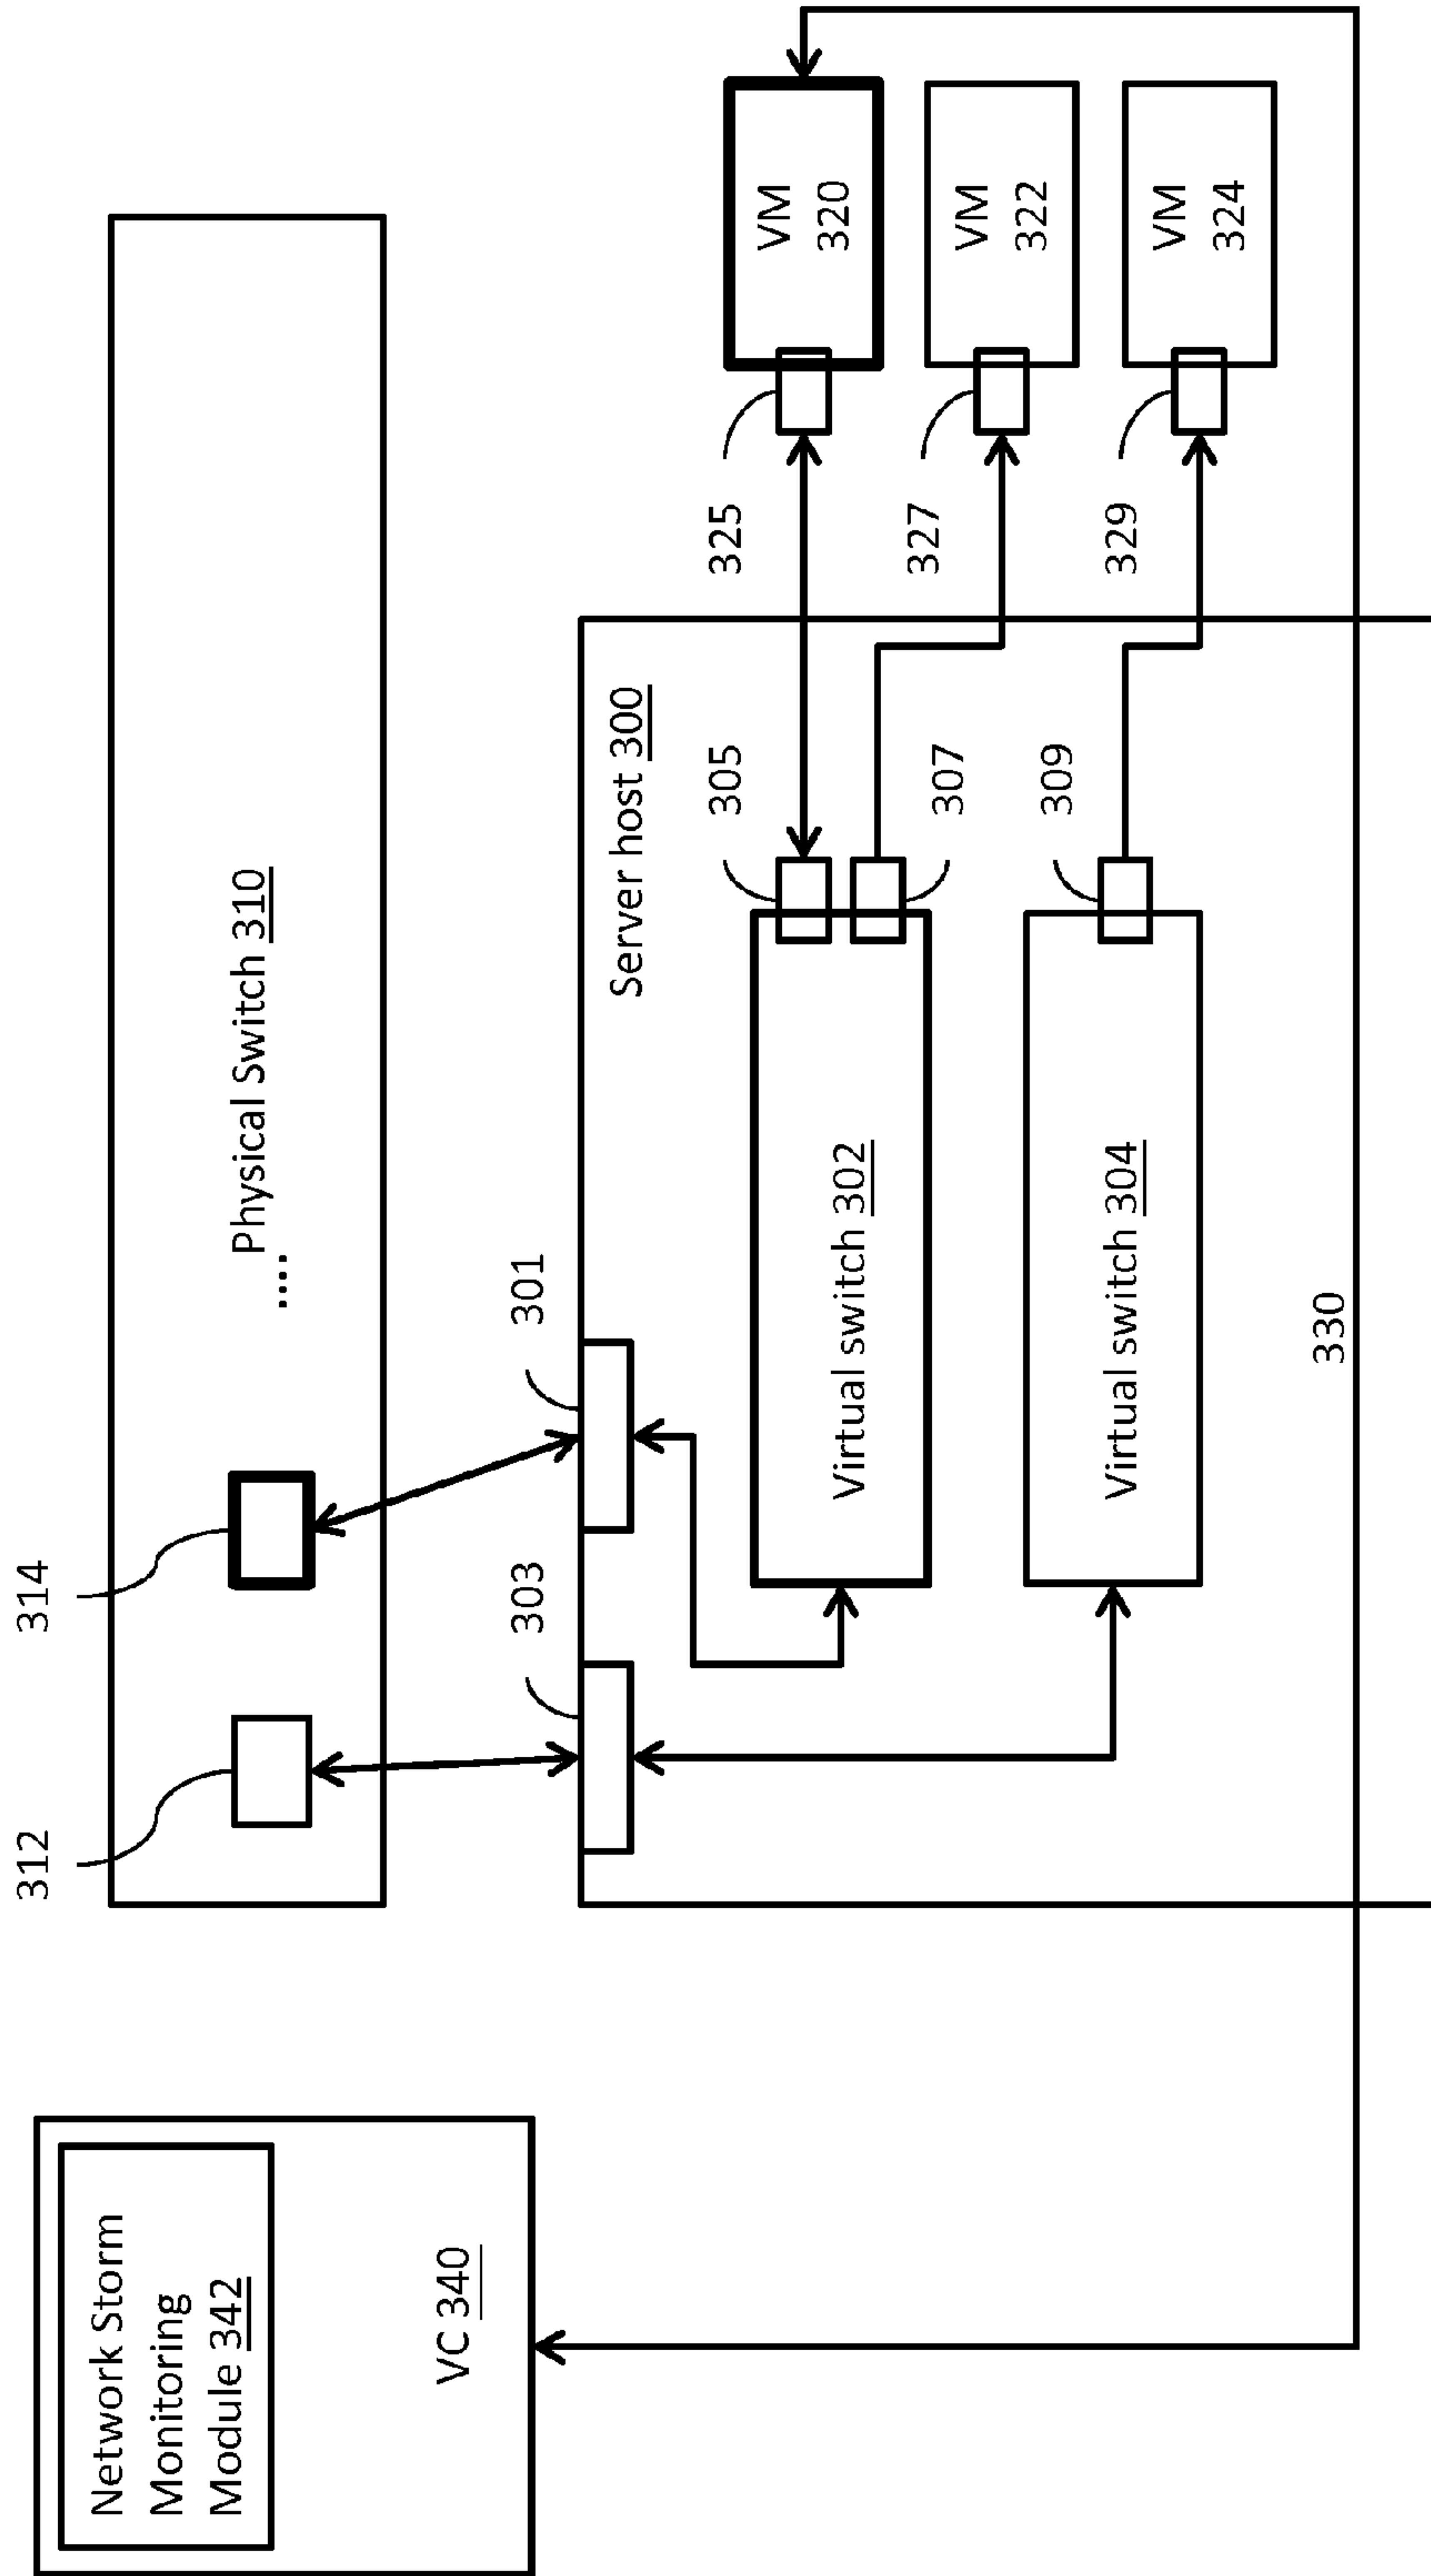 Network Storm
Monitoring
Module 342
VC 340
312
314
Physical Switch 310
....
303
301
Server host 300
Virtual switch 302
305
307
Virtual switch 304
309
325
VM
320
327
VM
322
329
VM
324
330